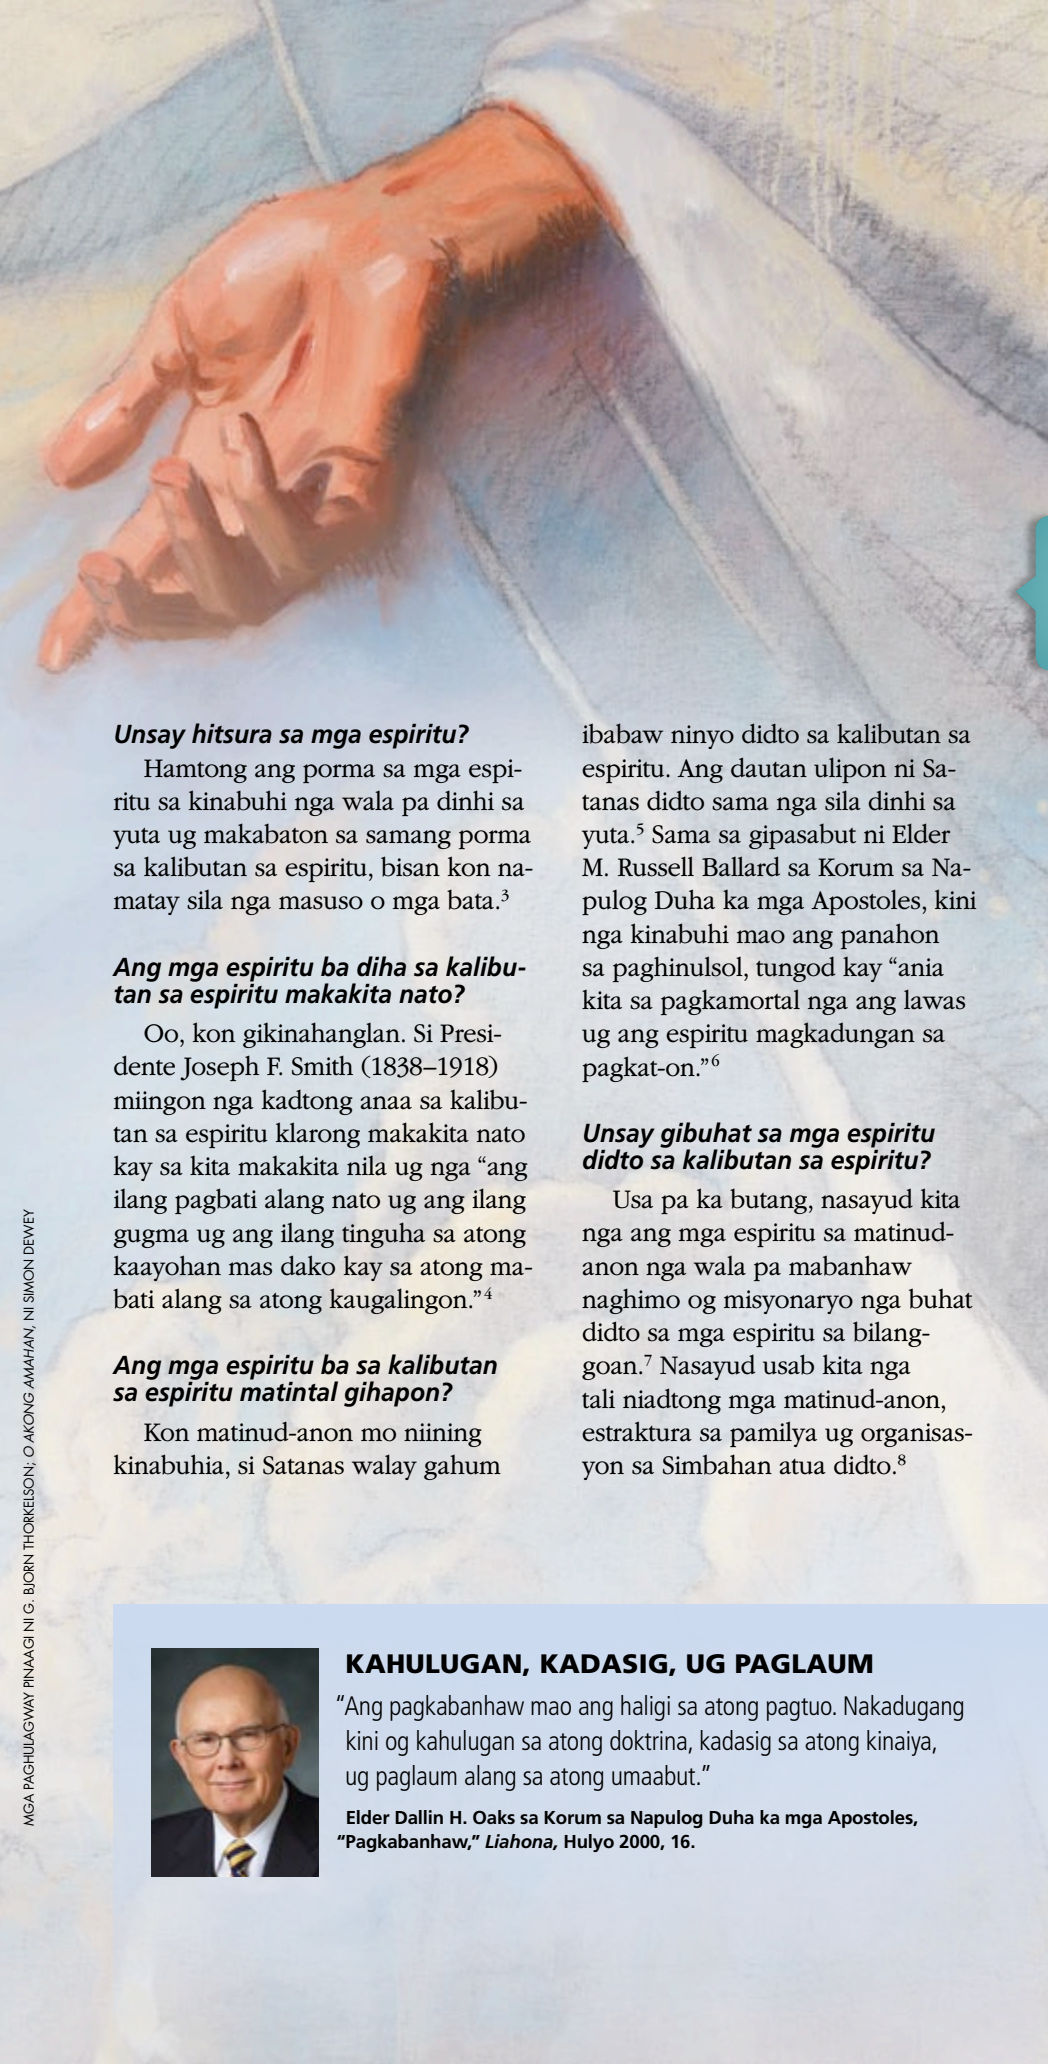 Unsay hitsura sa mga espiritu?
Hamtong ang porma sa mga espi-
ritu sa kinabuhi nga wala pa dinhi sa
yuta ug makabaton sa samang porma
sa kalibutan sa espiritu, bisan kon na-
matay sila nga masuso o mga bata.³
Ang mga espiritu ba diha sa kalibu-
tan sa espiritu makakita nato?
Oo, kon gikinahanglan. Si Presi-
dente Joseph F. Smith (1838–1918)
miingon nga kadtong anaa sa kalibu-
tan sa espiritu klarong makakita nato
kay sa kita makakita nila ug nga “ang
ilang pagbati alang nato ug ang ilang
gugma ug ang ilang tinguha sa atong
kaayohan mas dako kay sa atong ma-
bati alang sa atong kaugalingon.”⁴
Ang mga espiritu ba sa kalibutan
sa espiritu matintal gihapon?
Kon matinud-anon mo niining
kinabuhia, si Satanas walay gahum
ibabaw ninyo didto sa kalibutan sa
espiritu. Ang dautan ulipon ni Sa-
tanas didto sama nga sila dinhi sa
yuta.⁵ Sama sa gipasabut ni Elder
M. Russell Ballard sa Korum sa Na-
pulog Duha ka mga Apostoles, kini
nga kinabuhi mao ang panahon
sa paghinulsol, tungod kay “ania
kita sa pagkamortal nga ang lawas
ug ang espiritu magkadungan sa
pagkat-on.”⁶
Unsay gibuhat sa mga espiritu
didto sa kalibutan sa espiritu?
Usa pa ka butang, nasayud kita
nga ang mga espiritu sa matinud-
anon nga wala pa mabanhaw
naghimo og misyonaryo nga buhat
didto sa mga espiritu sa bilang-
goan.⁷ Nasayud usab kita nga
tali niadtong mga matinud-anon,
estraktura sa pamilya ug organisas-
yon sa Simbahan atua didto.⁸
MGA PAGHULAGWAY PINAAGI NI G. BJORN THORKELSON; O AKONG AMAHAN, NI SIMON DEWEY
KAHULUGAN, KADASIG, UG PAGLAUM
“Ang pagkabanhaw mao ang haligi sa atong pagtuo. Nakadugang
kini og kahulugan sa atong doktrina, kadasig sa atong kinaiya,
ug paglaum alang sa atong umaabut.”
Elder Dallin H. Oaks sa Korum sa Napulog Duha ka mga Apostoles,
“Pagkabanhaw,” Liahona, Hulyo 2000, 16.